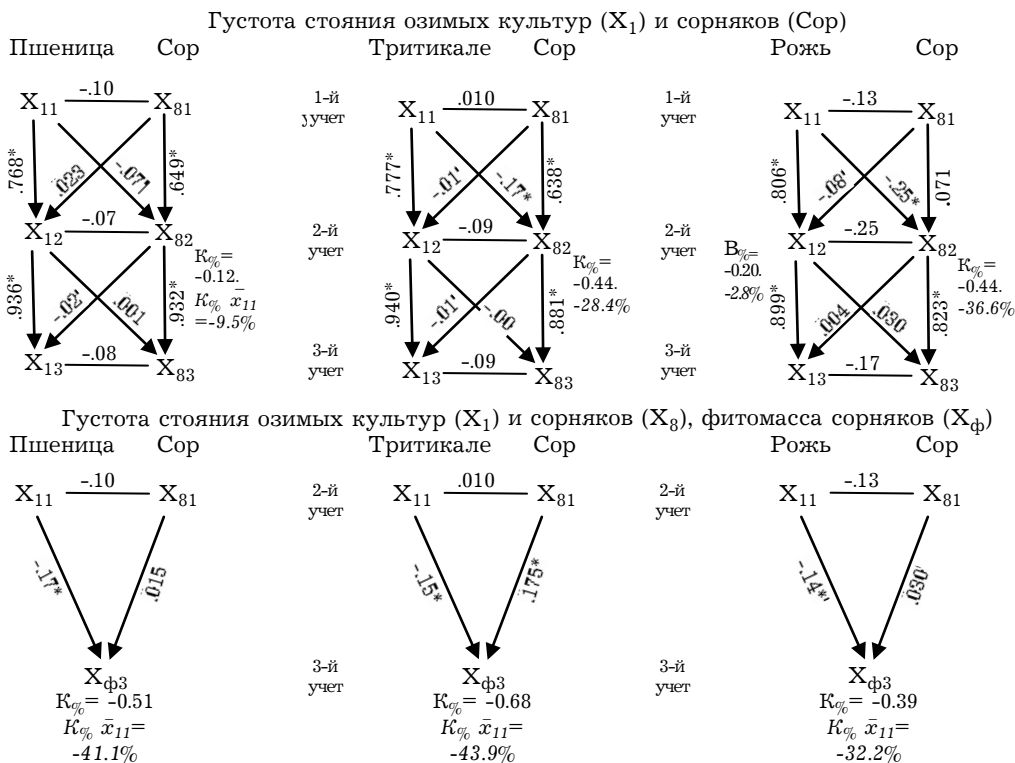 Густота стояния озимых культур (X₁) и сорняков (Сор)
Пшеница Сор Тритикале Сор Рожь Сор
X₁₁ -.10 X₈₁
1-й
уучет
X₁₁ .010 X₈₁
1-й
учет
X₁₁ -.13 X₈₁
.768* .023 -.071 .649*
.777* -.01' -.17* .638*
.806* -.08' -.25* .071
X₁₂ -.07 X₈₂
2-й
учет
X₁₂ -.09 X₈₂
2-й
учет
X₁₂ -.25 X₈₂
К%=
-0.12.
К% x̄₁₁
=-9.5%
К%=
-0.44.
-28.4%
В%=
-0.20.
-2.8%
К%=
-0.44.
-36.6%
.936* -.02' .001 .932*
.940* -.01' -.00 .881*
.899* .004 .030 .823*
X₁₃ -.08 X₈₃
3-й
учет
X₁₃ -.09 X₈₃
3-й
учет
X₁₃ -.17 X₈₃
Густота стояния озимых культур (X₁) и сорняков (X₈), фитомасса сорняков (Xф)
Пшеница Сор Тритикале Сор Рожь Сор
X₁₁ -.10 X₈₁
2-й
учет
X₁₁ .010 X₈₁
2-й
учет
X₁₁ -.13 X₈₁
-.17* .015
-.15* .175*
-.14*' .030'
Xф3
3-й
учет
Xф3
3-й
учет
Xф3
К%= -0.51
К% x̄₁₁=
-41.1%
К%= -0.68
К% x̄₁₁=
-43.9%
К%= -0.39
К% x̄₁₁=
-32.2%